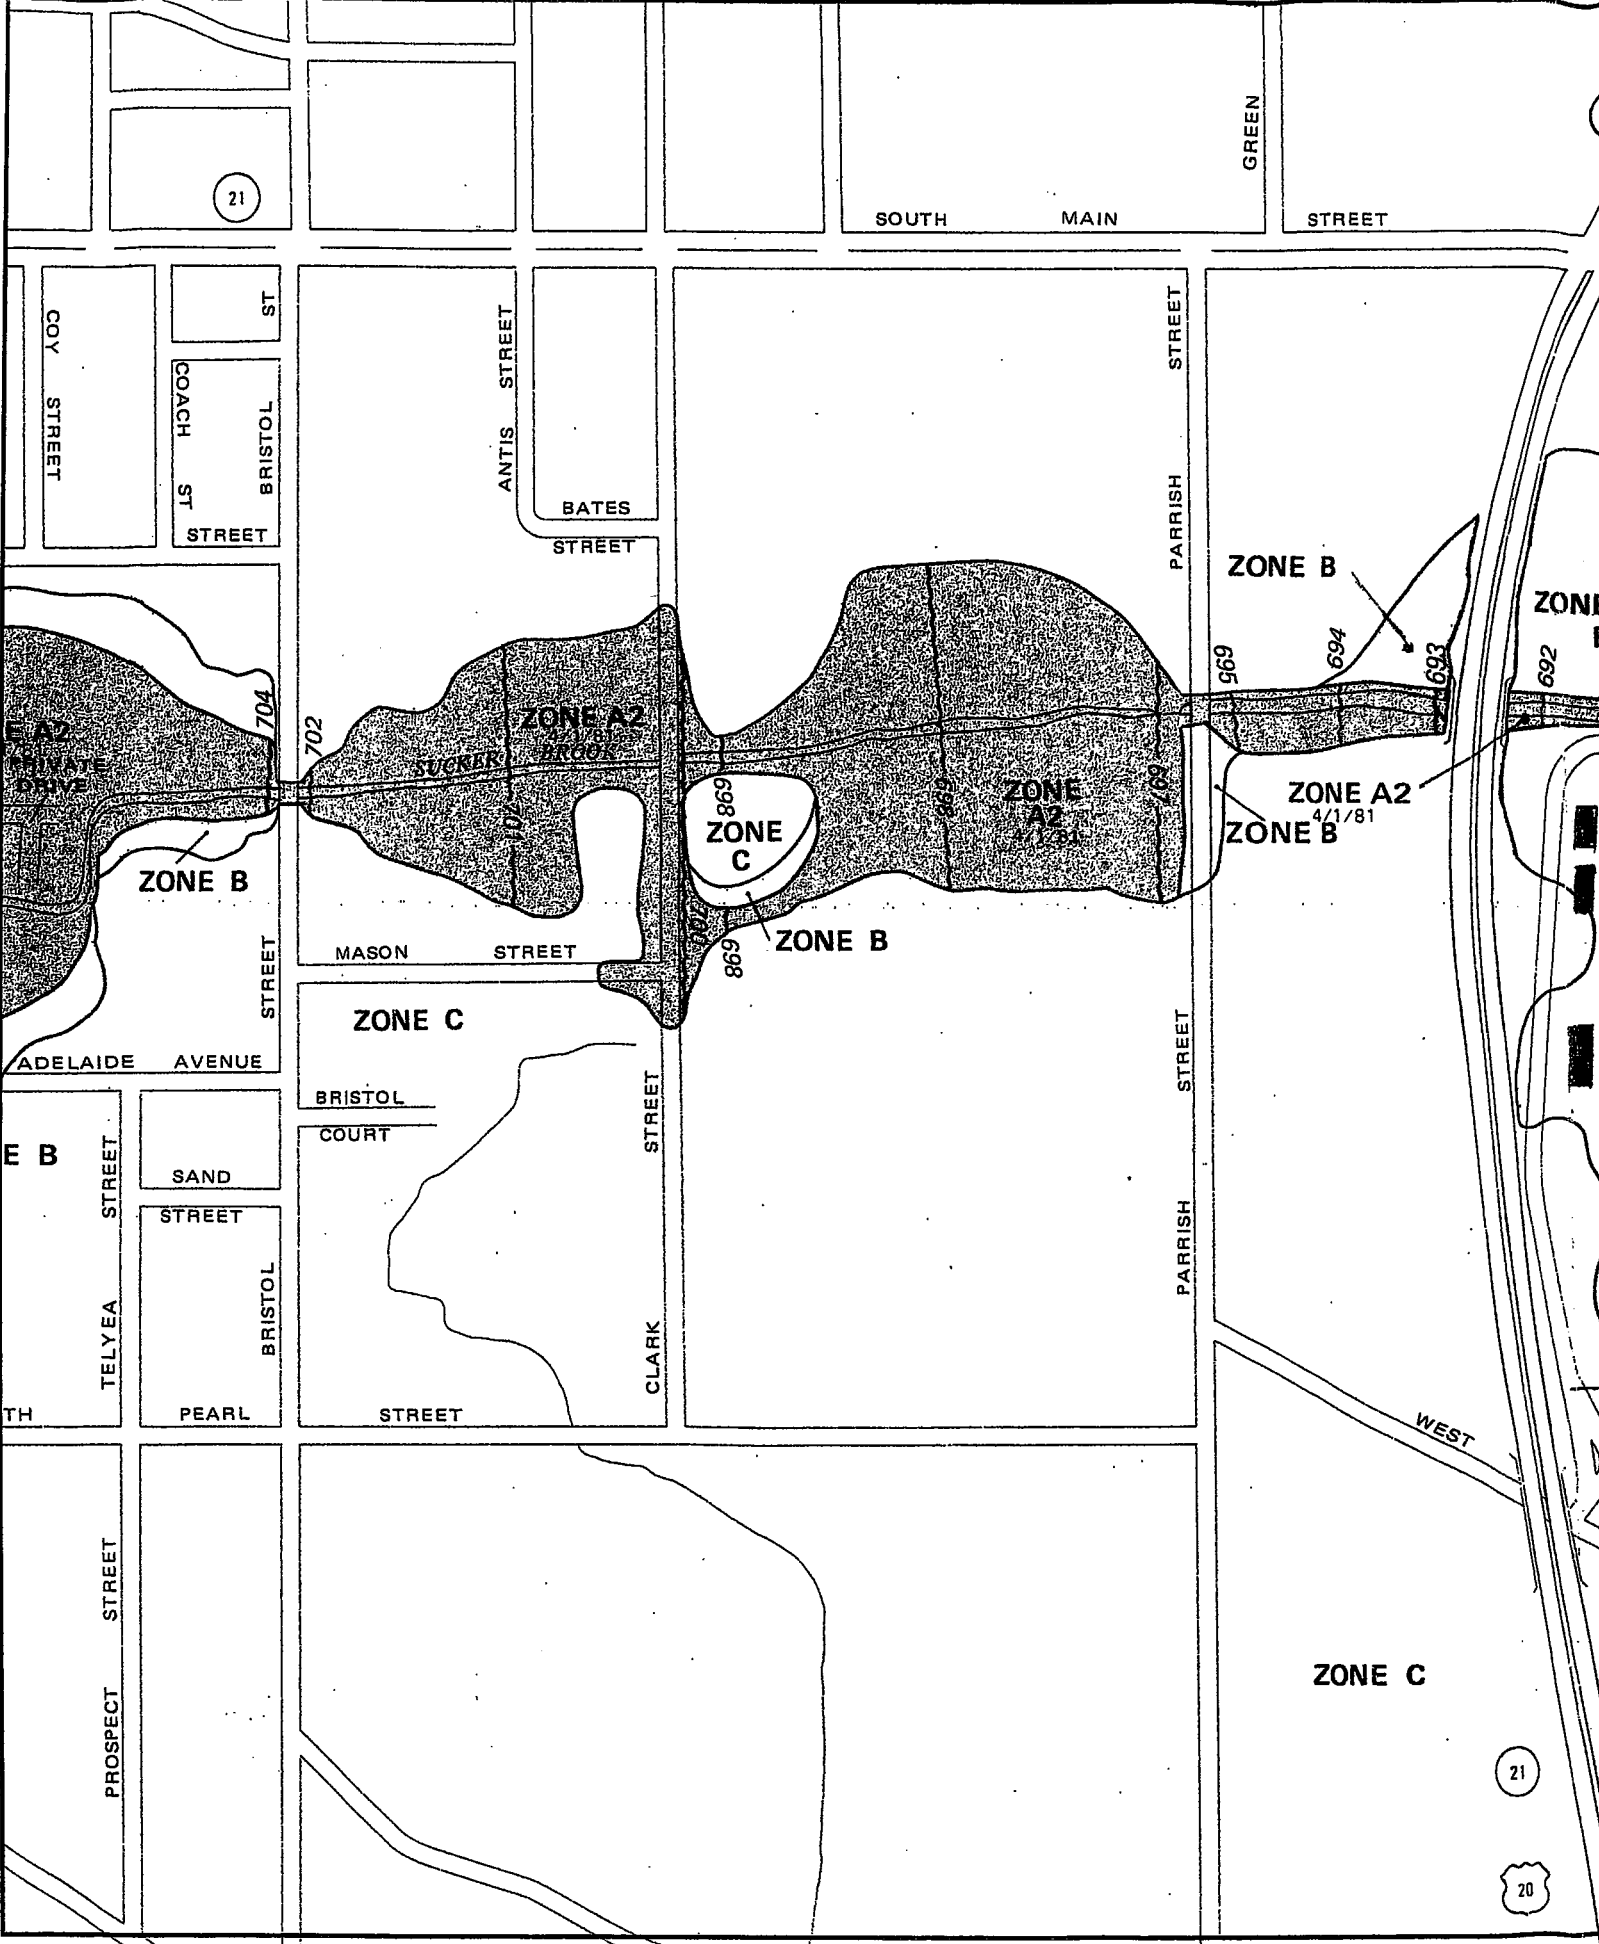 GREEN
21
SOUTH MAIN STREET
COY STREET
COACH ST
BRISTOL ST
STREET
ANTIS STREET
BATES
STREET
PARRISH STREET
ZONE B
ZONE
704
702
695
694
693
692
E A2
PRIVATE
DRIVE
ZONE A2
4/1/81
SUCKER BROOK
701
698
698
697
ZONE
C
ZONE
A2
4/1/81
ZONE A2
4/1/81
ZONE B
ZONE B
700
698
ZONE B
MASON STREET
STREET
ZONE C
ADELAIDE AVENUE
BRISTOL
COURT
STREET
STREET
E B
SAND
STREET
TELYEA STREET
BRISTOL
CLARK
PARRISH
TH PEARL STREET
WEST
PROSPECT STREET
ZONE C
21
20